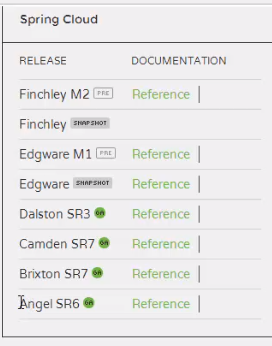 Spring Cloud
RELEASE DOCUMENTATION
Finchley M2 PRE Reference
Finchley SNAPSHOT
Edgware M1 PRE Reference
Edgware SNAPSHOT Reference
Dalston SR3 GA Reference
Camden SR7 GA Reference
Brixton SR7 GA Reference
Angel SR6 GA Reference